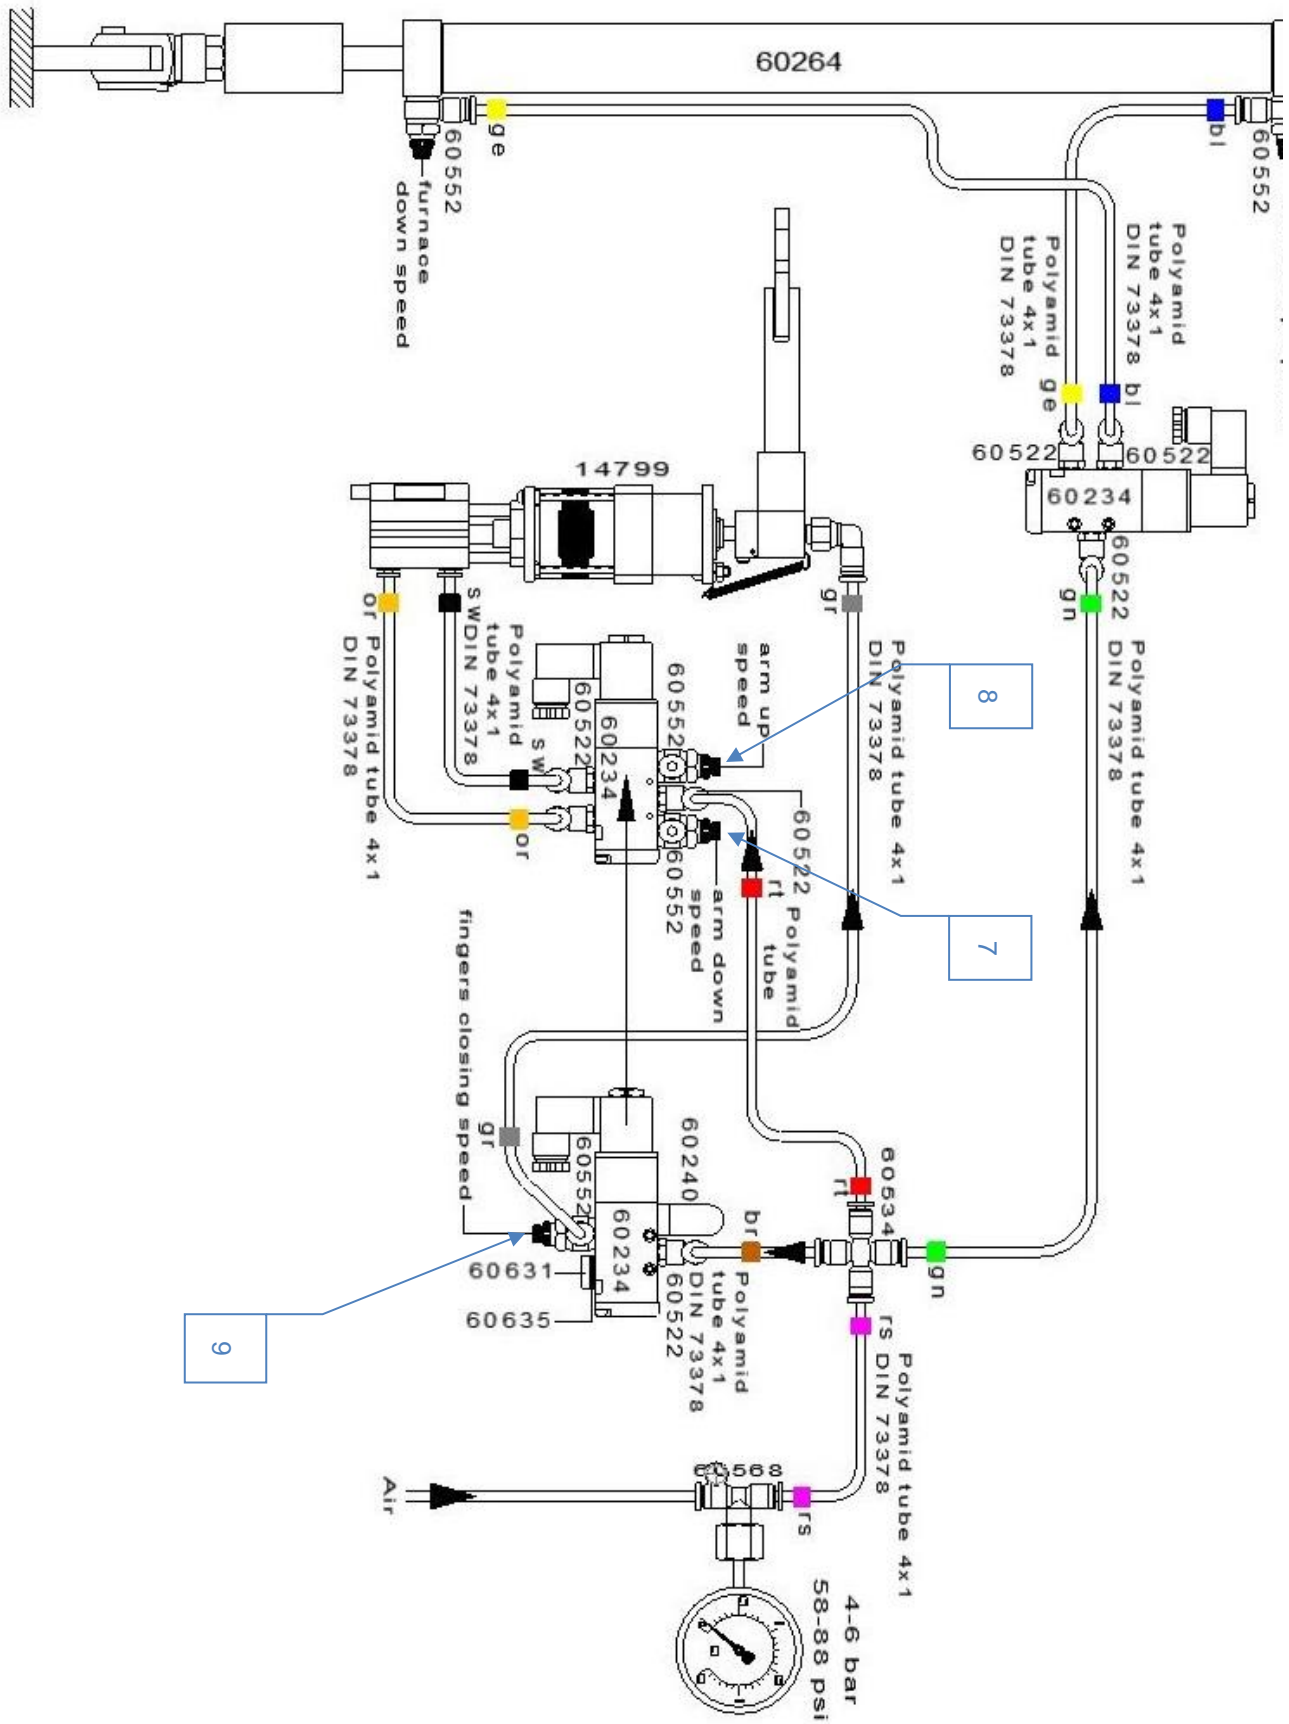 60264
ge
bl
60552
60552
furnace
down speed
Polyamid
tube 4x1
DIN 73378
Polyamid
tube 4x1
DIN 73378
ge
bl
60522
60522
60234
60522
gn
14799
gr
or
sw
Polyamid
tube 4x1
DIN 73378
Polyamid tube 4x1
DIN 73378
Polyamid tube 4x1
DIN 73378
Polyamid tube 4x1
DIN 73378
arm up
speed
8
60552
60522
60234
sw
or
60522
rt
Polyamid
tube
60552
arm down
speed
7
fingers closing speed
gr
60552
60240
60234
60534
rt
br
gn
60631
60635
60522
Polyamid
tube 4x1
DIN 73378
9
rs
Polyamid tube 4x1
DIN 73378
Air
rs
4-6 bar
58-88 psi